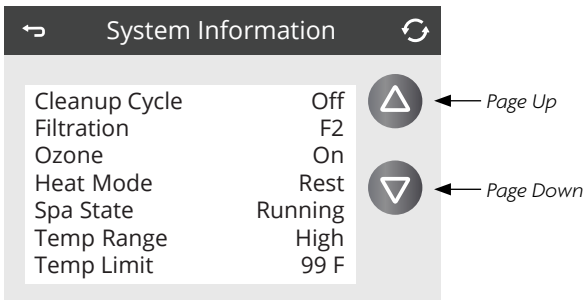 System Information
Cleanup Cycle Off
Filtration F2
Ozone On
Heat Mode Rest
Spa State Running
Temp Range High
Temp Limit 99 F
Page Up
Page Down